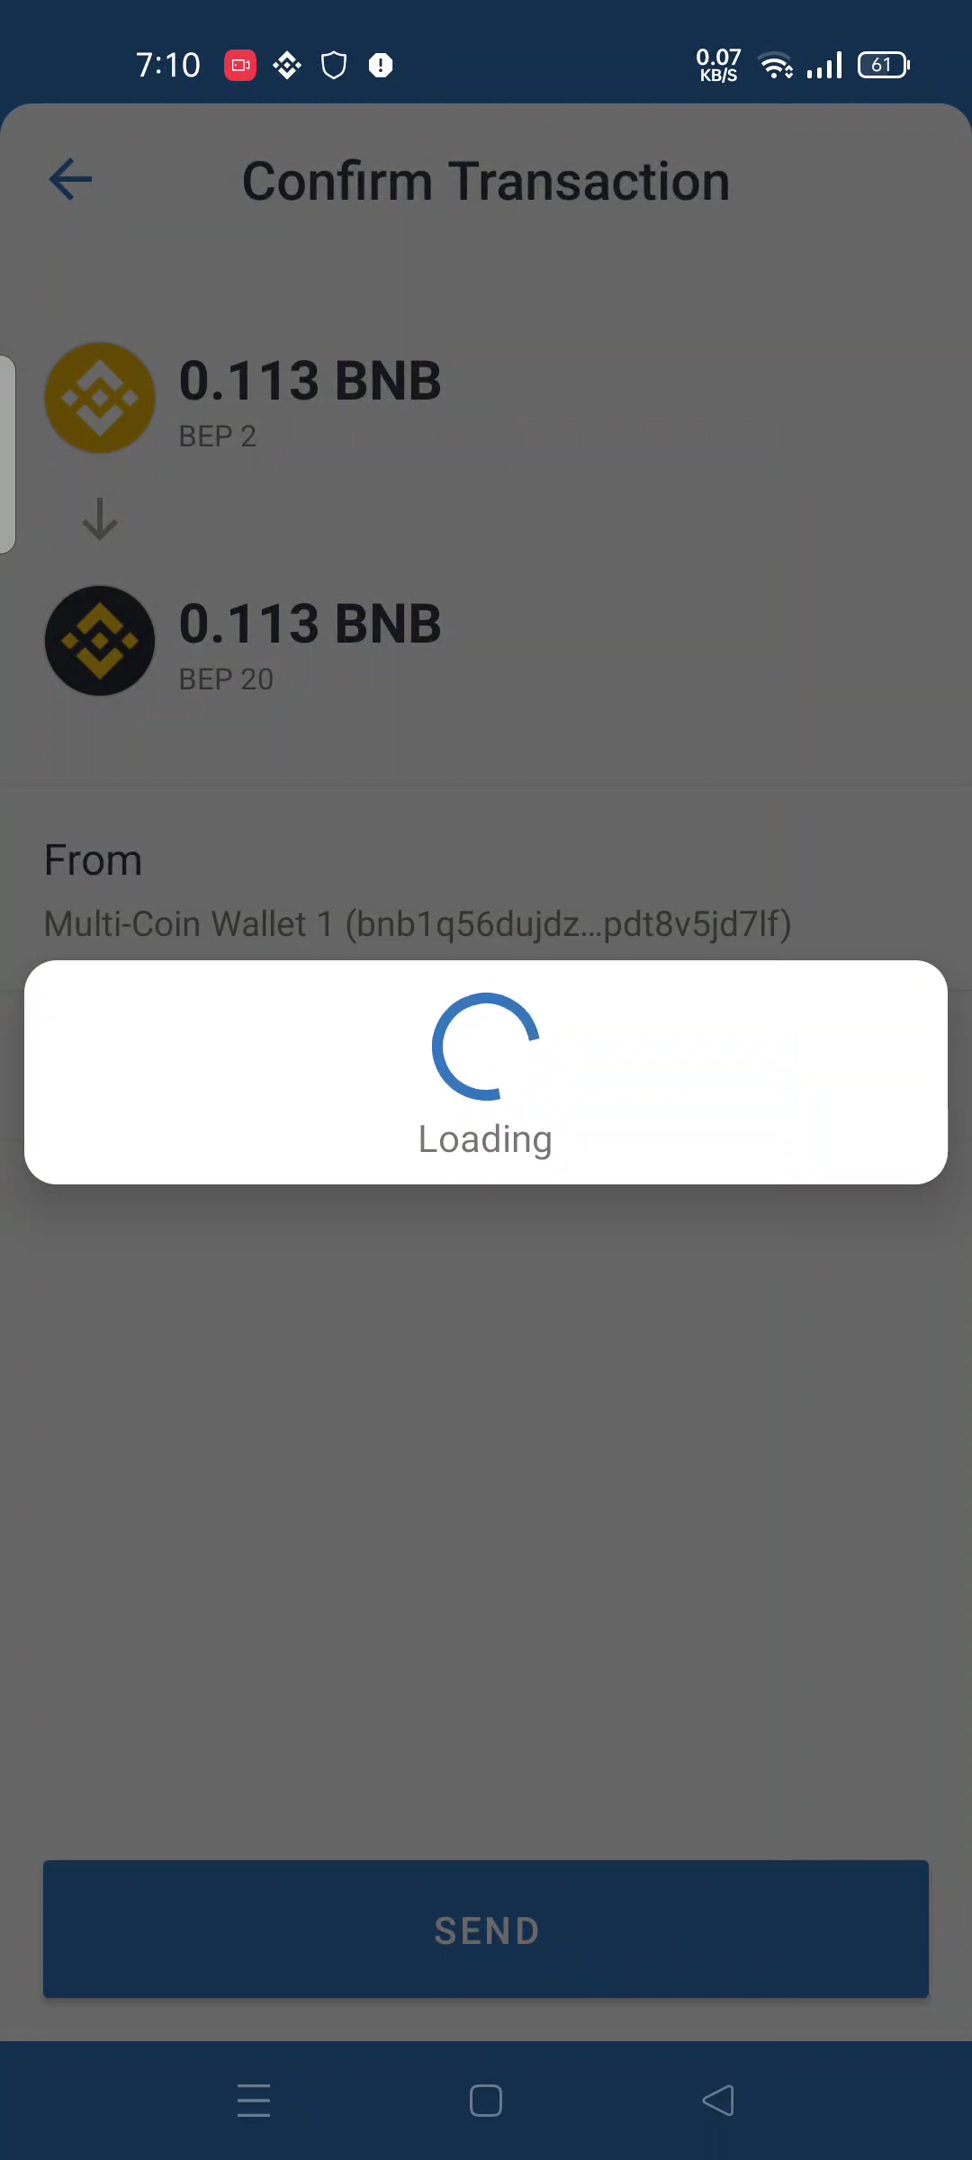 7:10
0.07
KB/S
61
Confirm Transaction
0.113 BNB
BEP 2
0.113 BNB
BEP 20
From
Multi-Coin Wallet 1 (bnb1q56dujdz...pdt8v5jd7lf)
Loading
SEND